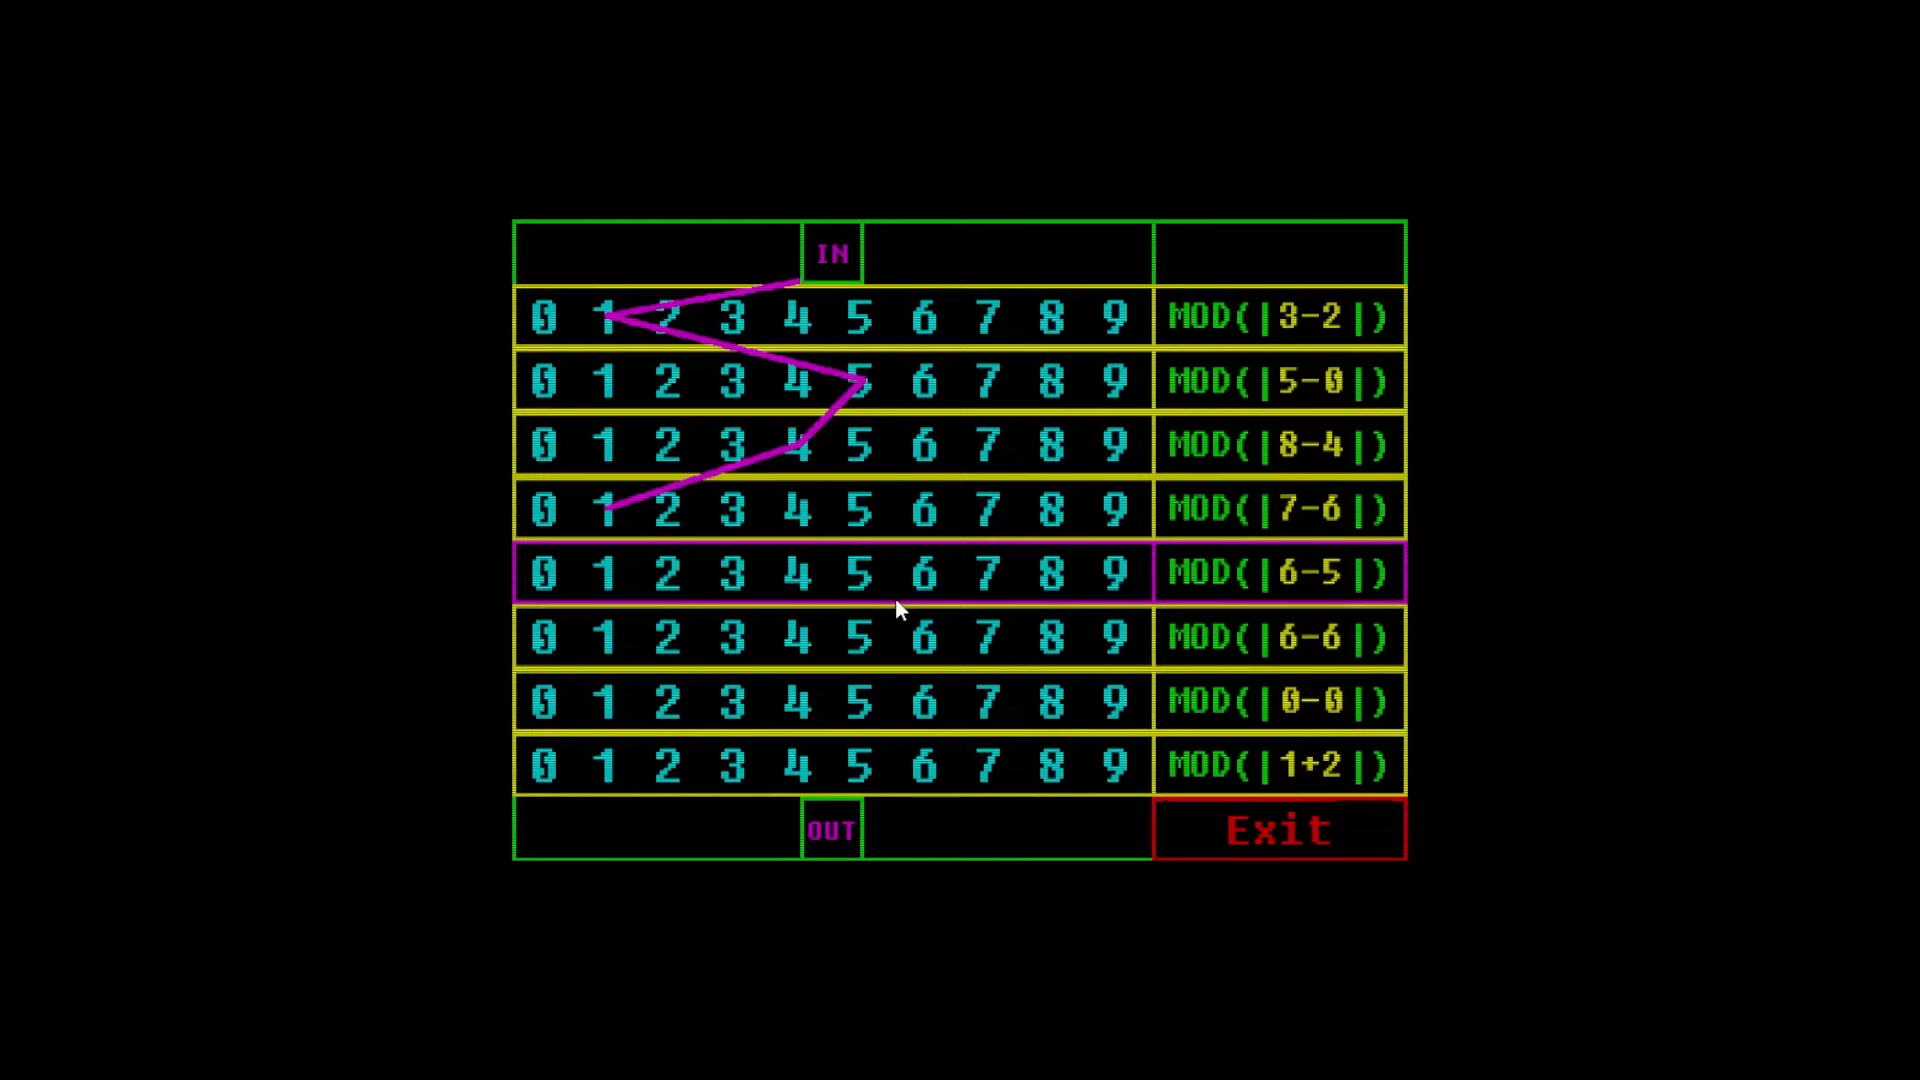 IN
0 1 2 3 4 5 6 7 8 9 MOD(|3-2|)
0 1 2 3 4 5 6 7 8 9 MOD(|5-0|)
0 1 2 3 4 5 6 7 8 9 MOD(|8-4|)
0 1 2 3 4 5 6 7 8 9 MOD(|7-6|)
0 1 2 3 4 5 6 7 8 9 MOD(|6-5|)
0 1 2 3 4 5 6 7 8 9 MOD(|6-6|)
0 1 2 3 4 5 6 7 8 9 MOD(|0-0|)
0 1 2 3 4 5 6 7 8 9 MOD(|1+2|)
OUT Exit